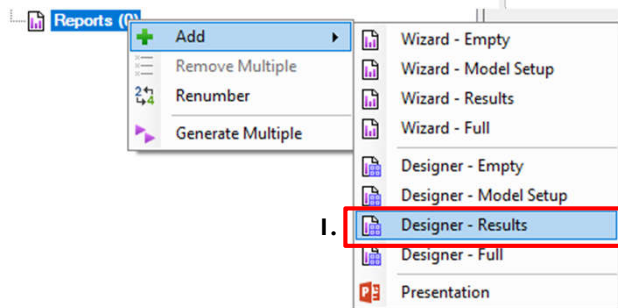 Reports (0)
Add
Remove Multiple
Renumber
Generate Multiple
Wizard - Empty
Wizard - Model Setup
Wizard - Results
Wizard - Full
Designer - Empty
Designer - Model Setup
I. Designer - Results
Designer - Full
Presentation